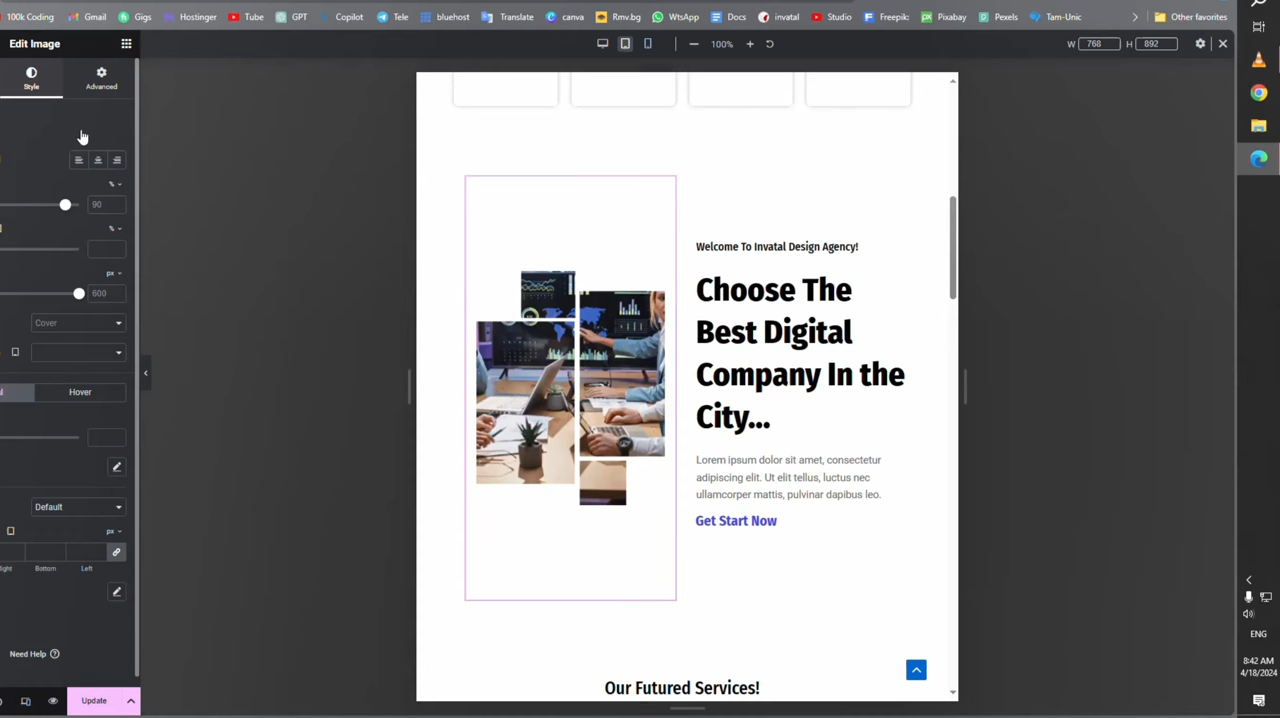 100k Coding
Gmail
Gigs
Hostinger
Tube
GPT
Copilot
Tele
bluehost
Translate
canva
Rmv.bg
WtsApp
Docs
invatal
Studio
Freepik:
Pixabay
Pexels
Tam-Unic
Other favorites
Edit Image
100%
W 768 H 892
Style
Advanced
%
90
%
px
600
Cover
Hover
Default
px
Bottom
Left
Need Help
Update
Welcome To Invatal Design Agency!
Choose The
Best Digital
Company In the
City...
Lorem ipsum dolor sit amet, consectetur
adipiscing elit. Ut elit tellus, luctus nec
ullamcorper mattis, pulvinar dapibus leo.
Get Start Now
Our Futured Services!
ENG
8:42 AM
4/18/2024